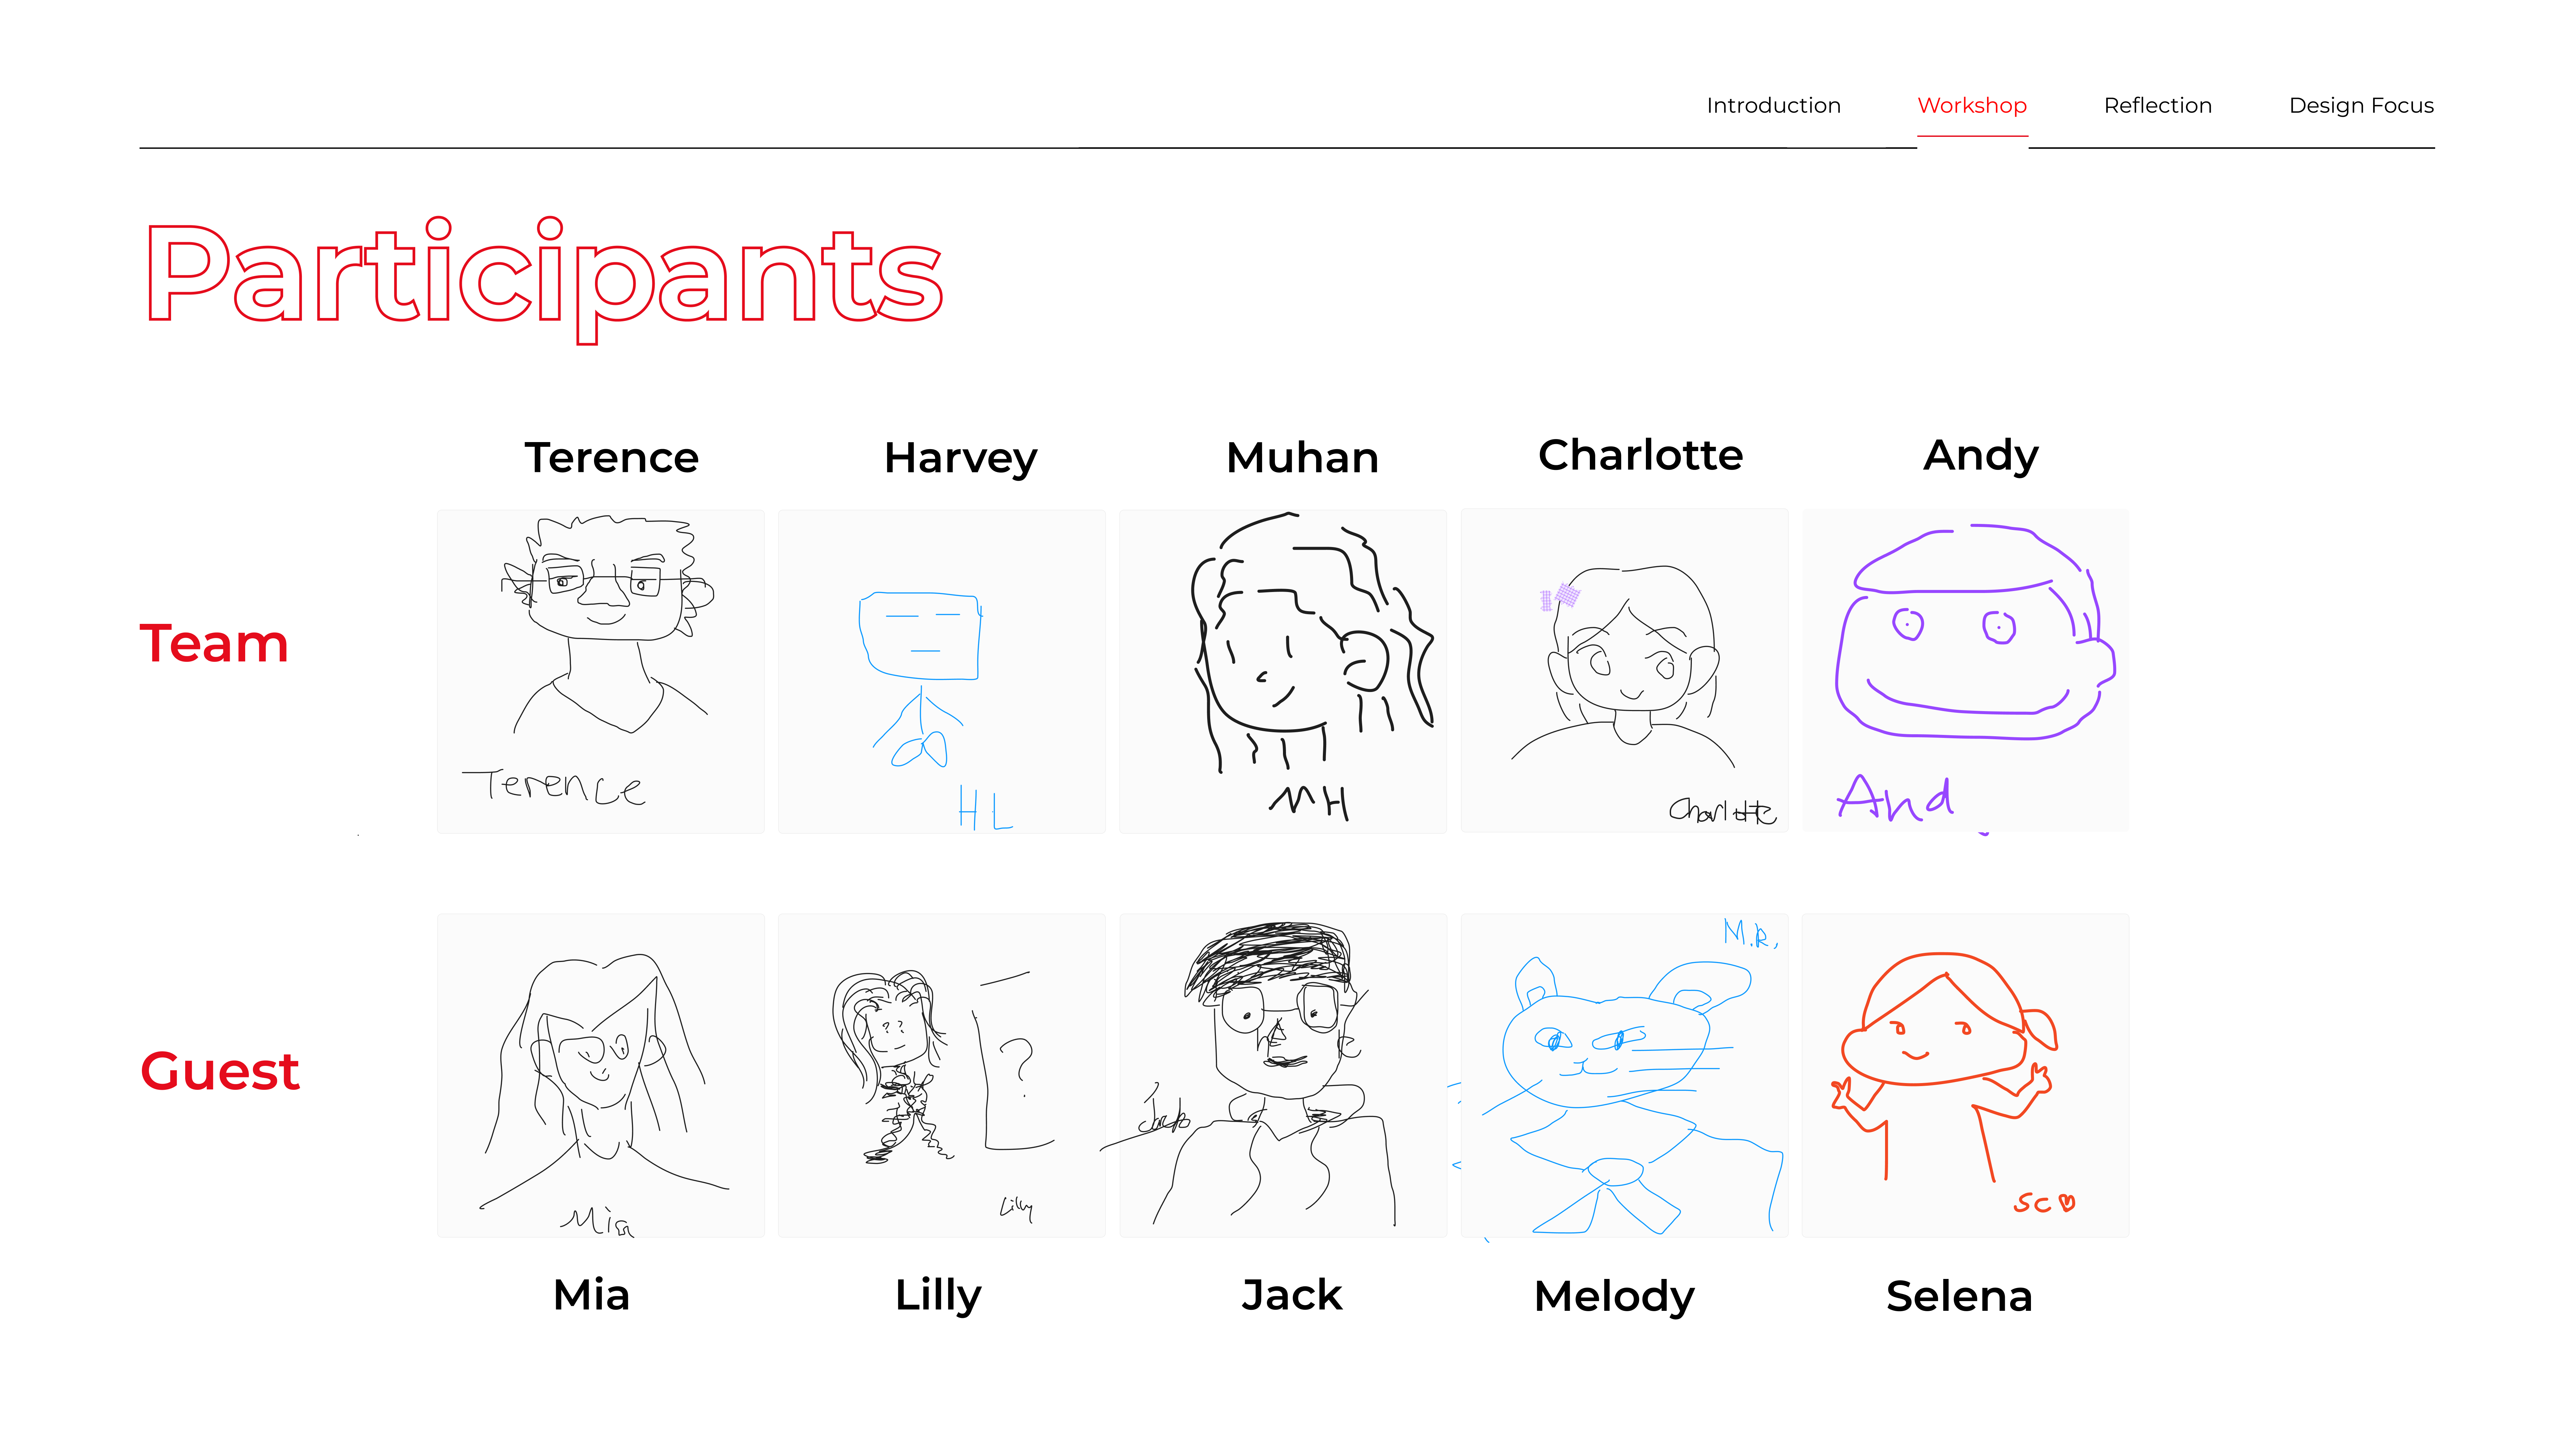 Introduction Workshop Reflection Design Focus
Participants
Terence Harvey Muhan Charlotte Andy
Team
Terence
H L
MH
Charlotte
And
M.R,
? ?
?
Jack
Guest
Mia
Lilly
SC
Mia Lilly Jack Melody Selena